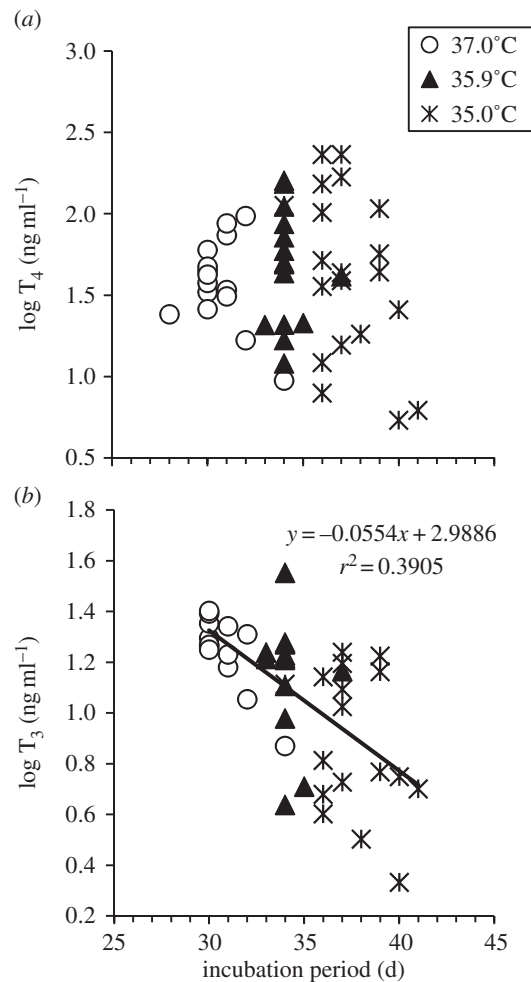 (a)
37.0°C
35.9°C
35.0°C
3.0
2.5
2.0
1.5
1.0
0.5
log T₄ (ng ml⁻¹)
(b)
y = –0.0554x + 2.9886
r² = 0.3905
1.8
1.6
1.4
1.2
1.0
0.8
0.6
0.4
0.2
log T₃ (ng ml⁻¹)
25 30 35 40 45
incubation period (d)